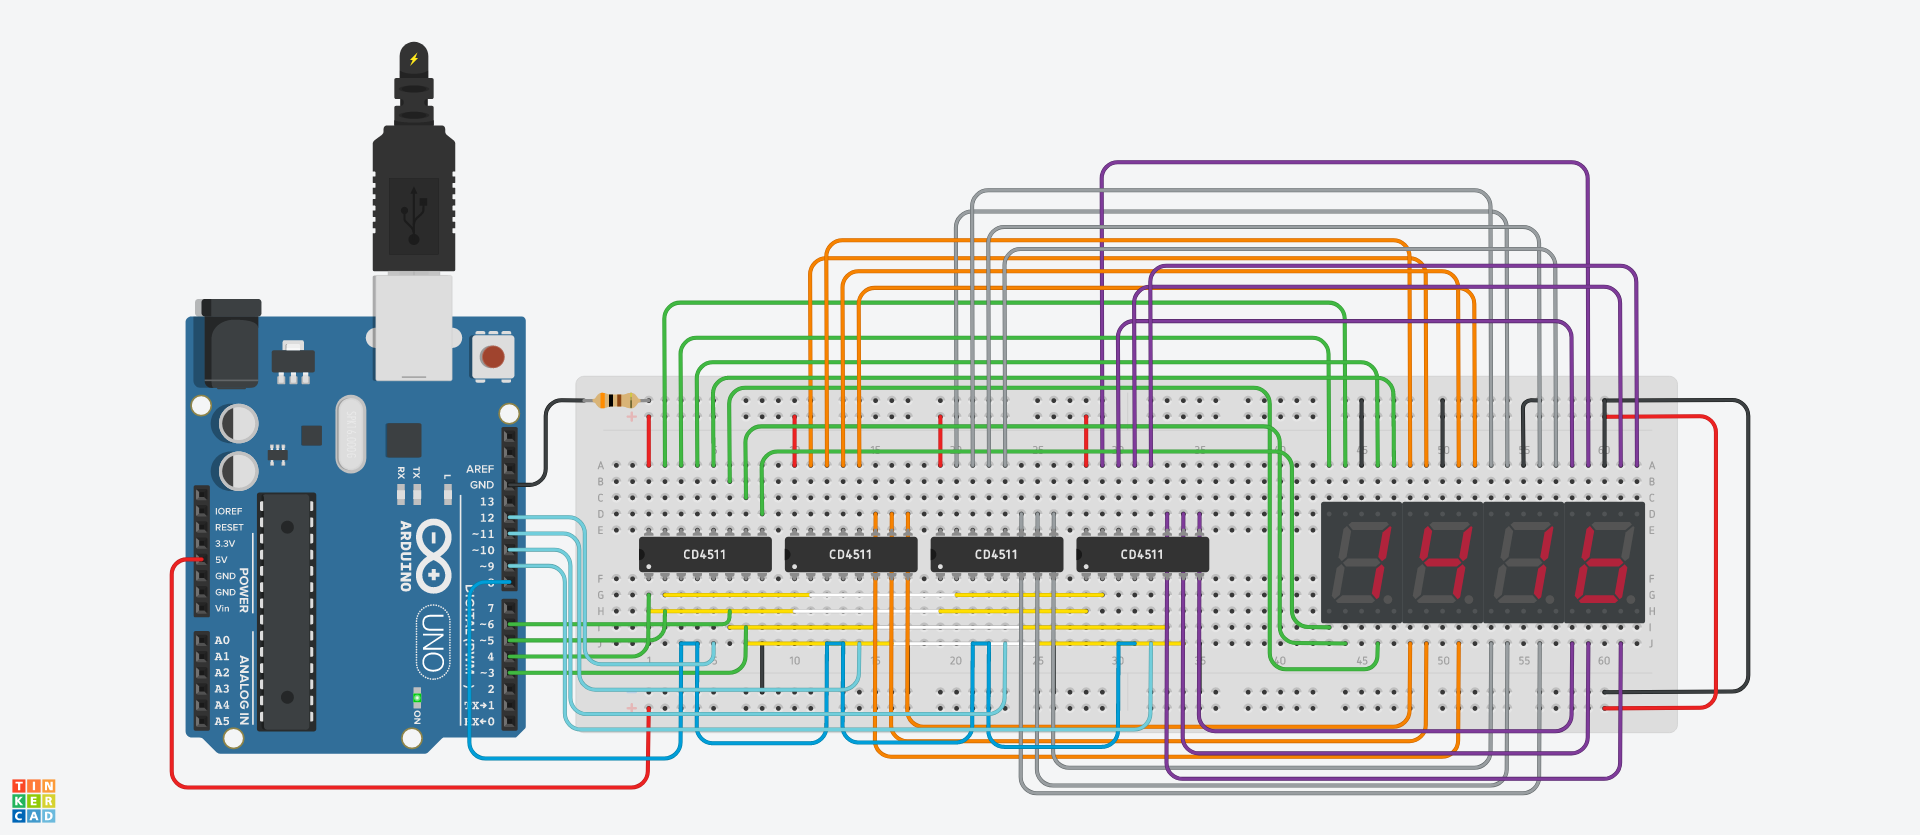 AREF
GND
13
12
~11
~10
~9
8
7
~6
~5
4
~3
2
TX→1
RX←0
IOREF
RESET
3.3V
5V
GND
GND
Vin
A0
A1
A2
A3
A4
A5
POWER
ANALOG IN
RX
TX
L
ARDUINO
UNO
ON
CD4511
CD4511
CD4511
CD4511
1 10 15 20 25 30 35 40 45 50 55 60
A
B
C
D
E
F
G
H
I
J
A
B
C
D
E
F
G
H
I
J
TIN
KER
CAD